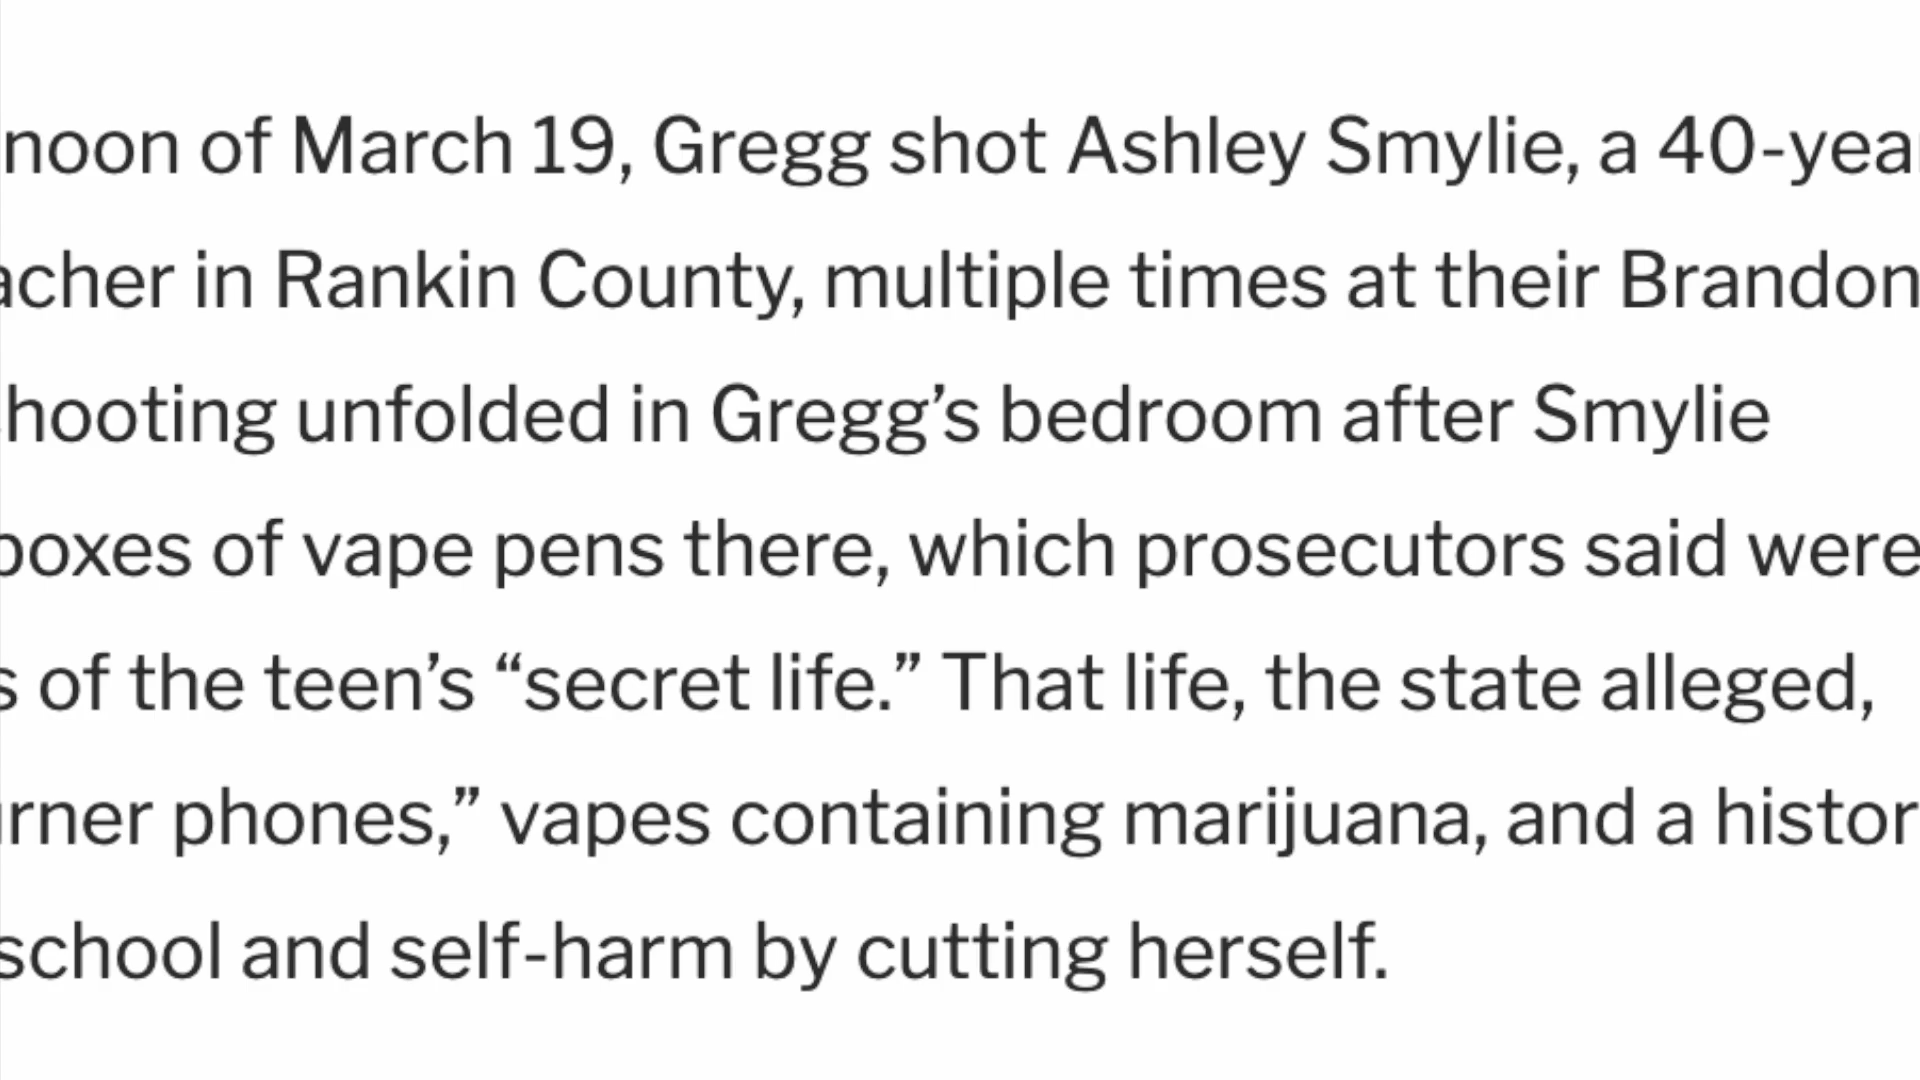 noon of March 19, Gregg shot Ashley Smylie, a 40-yea
acher in Rankin County, multiple times at their Brandon
hooting unfolded in Gregg’s bedroom after Smylie
boxes of vape pens there, which prosecutors said were
s of the teen’s “secret life.” That life, the state alleged,
rner phones,” vapes containing marijuana, and a histor
school and self-harm by cutting herself.